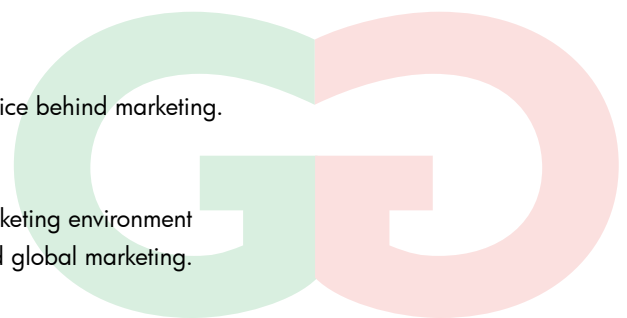 ice behind marketing.
keting environment
global marketing.